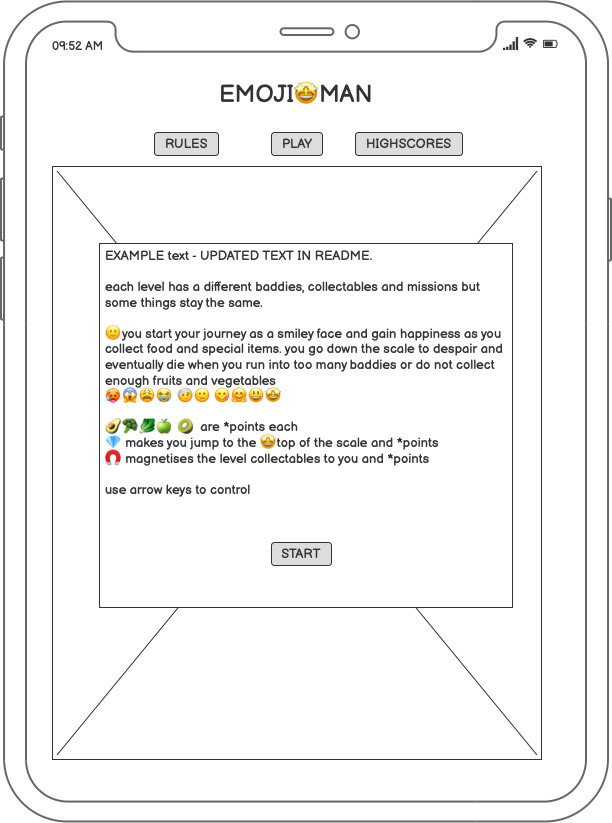 09:52 AM
EMOJI🤩MAN
RULES
PLAY
HIGHSCORES
EXAMPLE text - UPDATED TEXT IN README.
each level has a different baddies, collectables and missions but
some things stay the same.
🙂you start your journey as a smiley face and gain happiness as you
collect food and special items. you go down the scale to despair and
eventually die when you run into too many baddies or do not collect
enough fruits and vegetables
🥵😱😩😭 🤕🙂 😋🤗😃🤩
🥑🥦🥬🍏 🥝 are *points each
💎 makes you jump to the 🤩top of the scale and *points
🧲 magnetises the level collectables to you and *points
use arrow keys to control
START